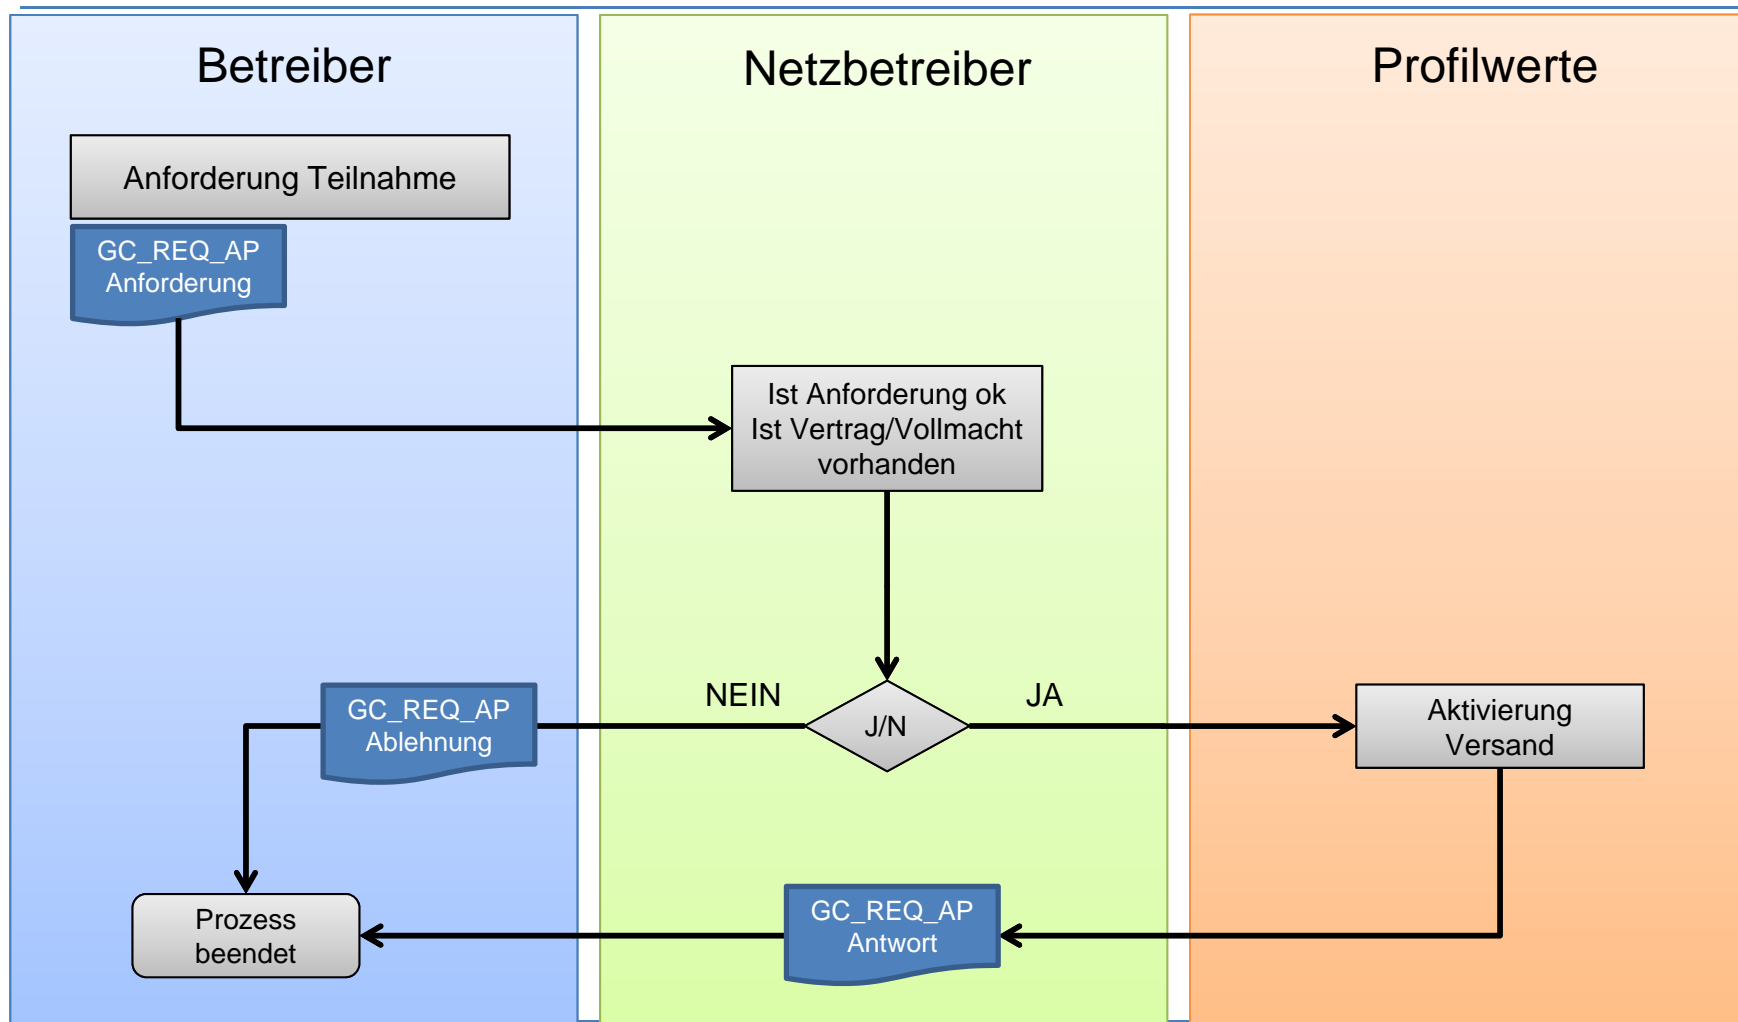 Betreiber
Netzbetreiber
Profilwerte
Anforderung Teilnahme
GC_REQ_AP
Anforderung
Ist Anforderung ok
Ist Vertrag/Vollmacht
vorhanden
NEIN
JA
GC_REQ_AP
Ablehnung
J/N
Aktivierung
Versand
Prozess
beendet
GC_REQ_AP
Antwort